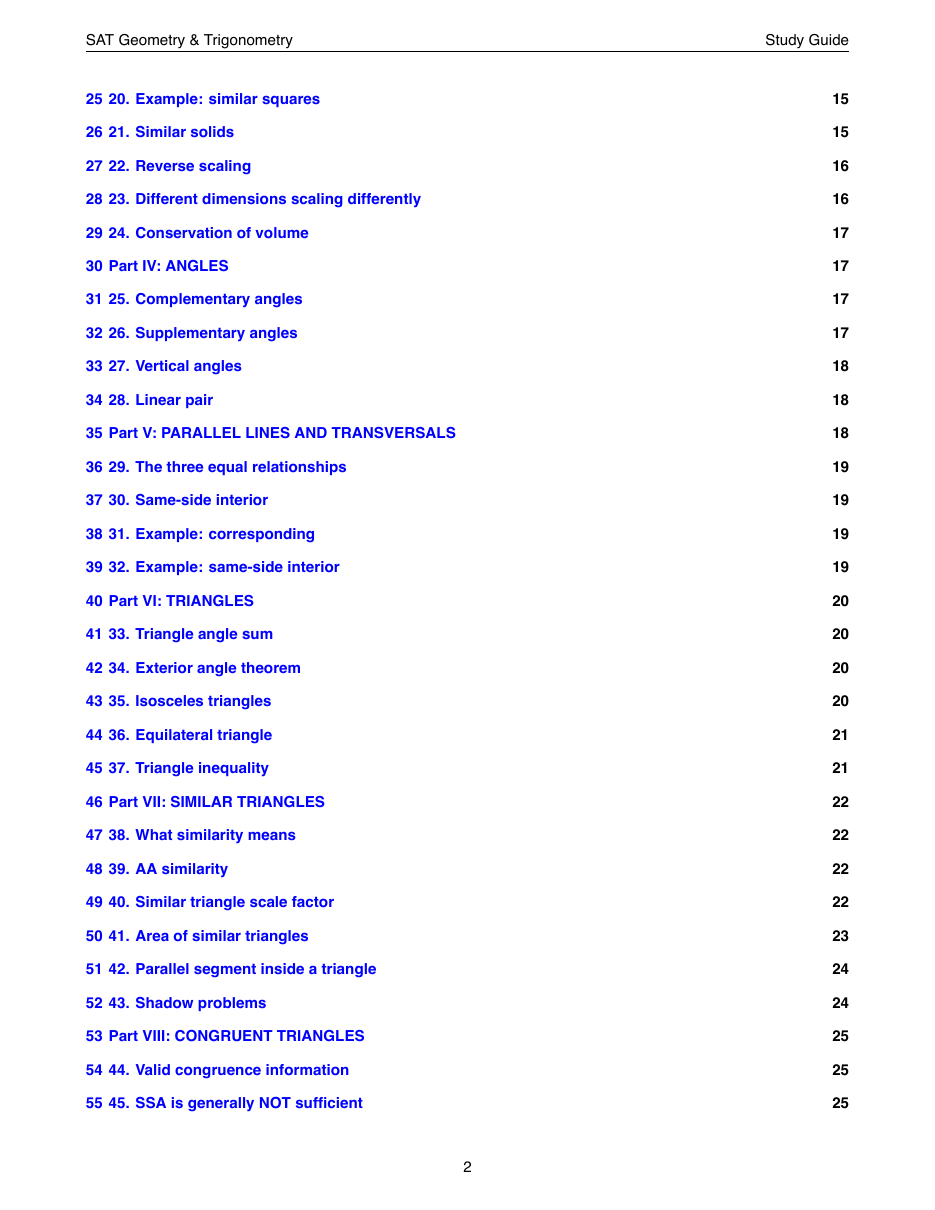 SAT Geometry & Trigonometry Study Guide
25 20. Example: similar squares 15
26 21. Similar solids 15
27 22. Reverse scaling 16
28 23. Different dimensions scaling differently 16
29 24. Conservation of volume 17
30 Part IV: ANGLES 17
31 25. Complementary angles 17
32 26. Supplementary angles 17
33 27. Vertical angles 18
34 28. Linear pair 18
35 Part V: PARALLEL LINES AND TRANSVERSALS 18
36 29. The three equal relationships 19
37 30. Same-side interior 19
38 31. Example: corresponding 19
39 32. Example: same-side interior 19
40 Part VI: TRIANGLES 20
41 33. Triangle angle sum 20
42 34. Exterior angle theorem 20
43 35. Isosceles triangles 20
44 36. Equilateral triangle 21
45 37. Triangle inequality 21
46 Part VII: SIMILAR TRIANGLES 22
47 38. What similarity means 22
48 39. AA similarity 22
49 40. Similar triangle scale factor 22
50 41. Area of similar triangles 23
51 42. Parallel segment inside a triangle 24
52 43. Shadow problems 24
53 Part VIII: CONGRUENT TRIANGLES 25
54 44. Valid congruence information 25
55 45. SSA is generally NOT sufficient 25
2